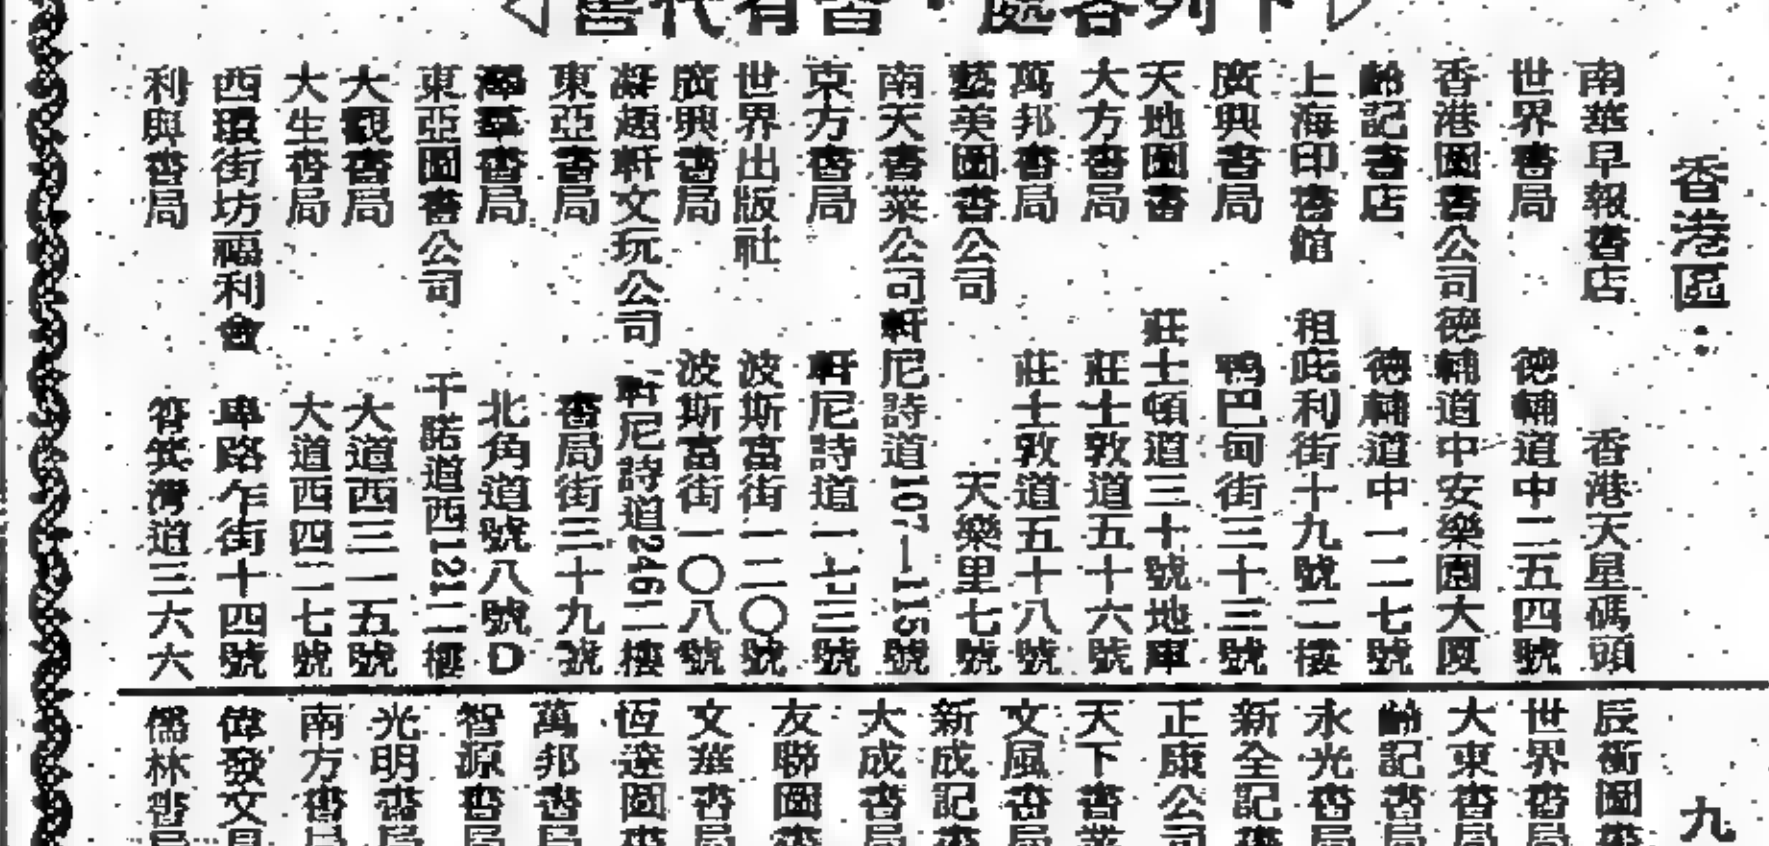 ▷下列各處，皆有代售◁
香港區：
南華早報書店　香港天星碼頭
世界書局　德輔道中二五四號
香港圖書公司德輔道中安樂園大厦
齡記書店　德輔道中一二七號
上海印書館　租庇利街十九號二樓
廣興書局　鴨巴甸街三十三號
天地圖書　莊士頓道三十號地庫
大方書局　莊士敦道五十六號
萬邦書局　莊士敦道五十八號
藝美圖書公司　天樂里七號
南天書業公司軒尼詩道107—115號
東方書局　軒尼詩道一七三號
世界出版社　波斯富街一二〇號
廣興書局　波斯富街一〇八號
凝趣軒文玩公司　軒尼詩道246二樓
東亞書局　書局街三十九號
書局　北角道號八號D
東亞圖書公司　干諾道西121二樓
大觀書局　大道西三一五號
大生書局　大道西四二七號
西環街坊福利會　卑路乍街十四號
利興書局　筲箕灣道三六六
九
辰衝圖書
世界書局
大東書局
齡記書局
永光書局
新全記書
正康公司
天下書業
文風書局
新成記書
大成書局
友聯圖書
文華書局
恆達圖書
萬邦書局
智源書局
光明書局
南方書局
偉發文具
儒林書局